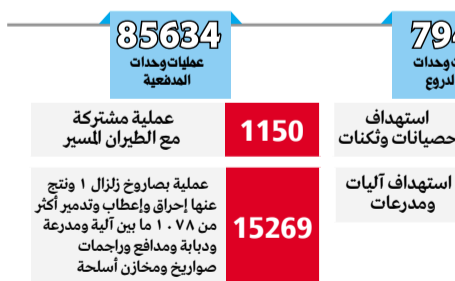 85634
عمليات وحدات
المدفعية
وحدات
1150
عملية مشتركة
مع الطيران المسير
15269
عملية بصاروخ زلزال ١ ونتج
عنها إحراق وإعطاب وتدمير أكثر
من ١٠٧٨ ما بين آلية ومدرعة
ودبابة ومدافع وراجمات
صواريخ ومخازن أسلحة
استهداف
وثكنات
استهداف آليات
ومدرعات